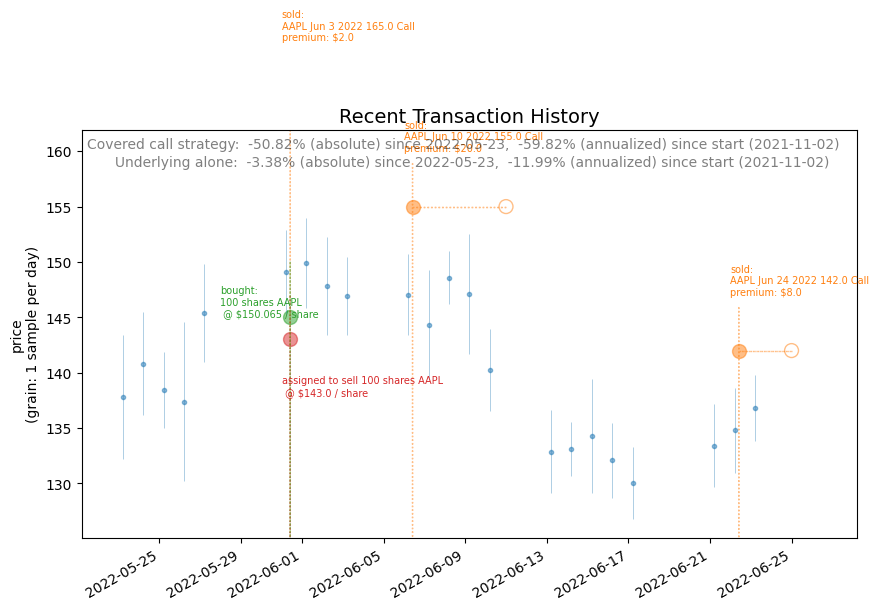 sold:
AAPL Jun 3 2022 165.0 Call
premium: $2.0
Recent Transaction History
sold:
AAPL Jun 10 2022 155.0 Call
premium: $20.0
Covered call strategy:  -50.82% (absolute) since 2022-05-23,  -59.82% (annualized) since start (2021-11-02)
Underlying alone:  -3.38% (absolute) since 2022-05-23,  -11.99% (annualized) since start (2021-11-02)
160
155
150
145
140
135
130
price
(grain: 1 sample per day)
bought:
100 shares AAPL
@ $150.065 / share
assigned to sell 100 shares AAPL
@ $143.0 / share
sold:
AAPL Jun 24 2022 142.0 Call
premium: $8.0
2022-05-25
2022-05-29
2022-06-01
2022-06-05
2022-06-09
2022-06-13
2022-06-17
2022-06-21
2022-06-25